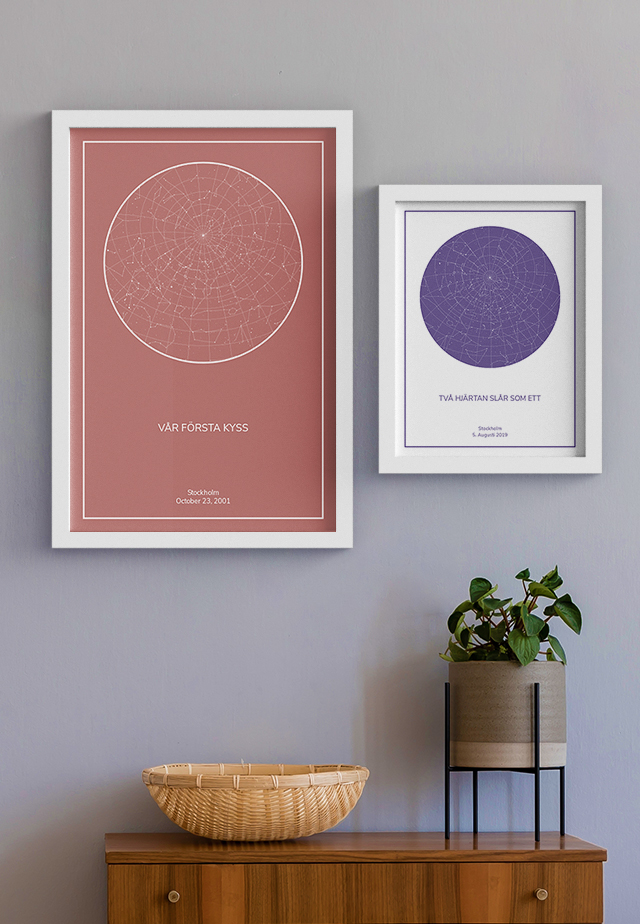 VÅR FÖRSTA KYSS
Stockholm
October 23, 2001
TVÅ HJÄRTAN SLÅR SOM ETT
Stockholm
5. Augusti 2019